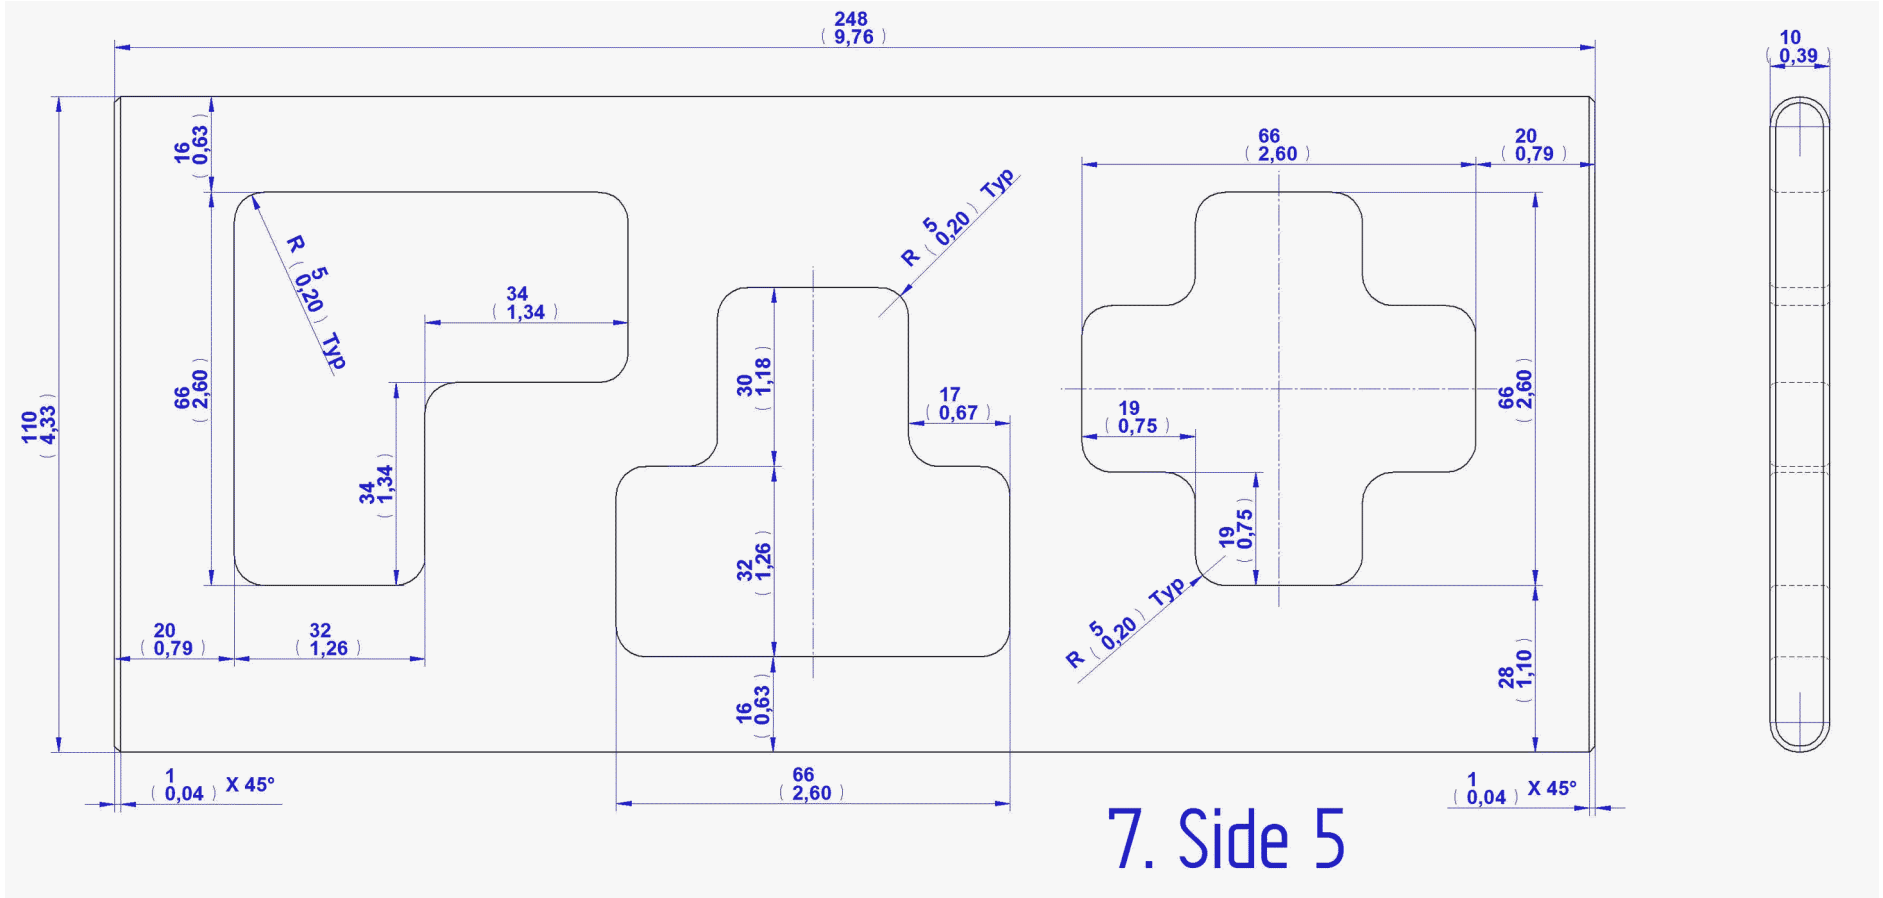 248
( 9,76 )
10
( 0,39 )
16
( 0,63 )
66
( 2,60 )
20
( 0,79 )
R 5 Typ
( 0,20 )
R 5 Typ
( 0,20 )
34
( 1,34 )
66
( 2,60 )
30
( 1,18 )
17
( 0,67 )
19
( 0,75 )
66
( 2,60 )
110
( 4,33 )
34
( 1,34 )
19
( 0,75 )
32
( 1,26 )
R 5 Typ
( 0,20 )
20
( 0,79 )
32
( 1,26 )
16
( 0,63 )
28
( 1,10 )
1 X 45°
( 0,04 )
66
( 2,60 )
1 X 45°
( 0,04 )
7. Side 5